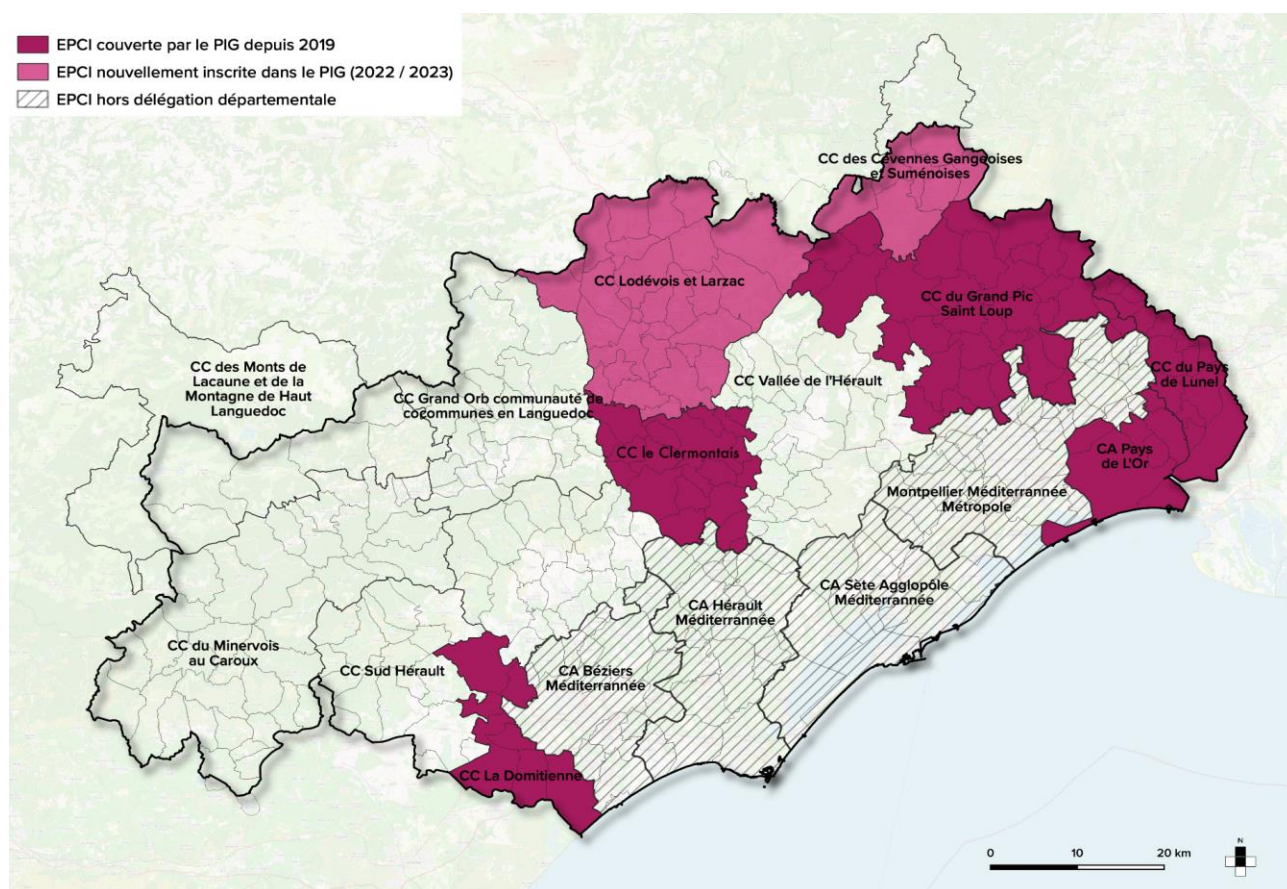 EPCI couverte par le PIG depuis 2019
EPCI nouvellement inscrite dans le PIG (2022 / 2023)
EPCI hors délégation départementale
CC des Cévennes Gangeoises
et Suménoises
CC Lodévois et Larzac
CC du Grand Pic
Saint Loup
CC des Monts de
Lacaune et de la
Montagne de Haut
Languedoc
CC Grand Orb communauté de
cocommunes en Languedoc
CC Vallée de l'Hérault
CC du Pays
de Lunel
CC le Clermontais
CA Pays
de L'Or
Montpellier Méditerrannée
Métropole
CA Sète Agglopôle
Méditerrannée
CA Hérault
Méditerrannée
CC du Minervois
au Caroux
CC Sud Hérault
CA Béziers
Méditerrannée
CC La Domitienne
0 10 20 km
N